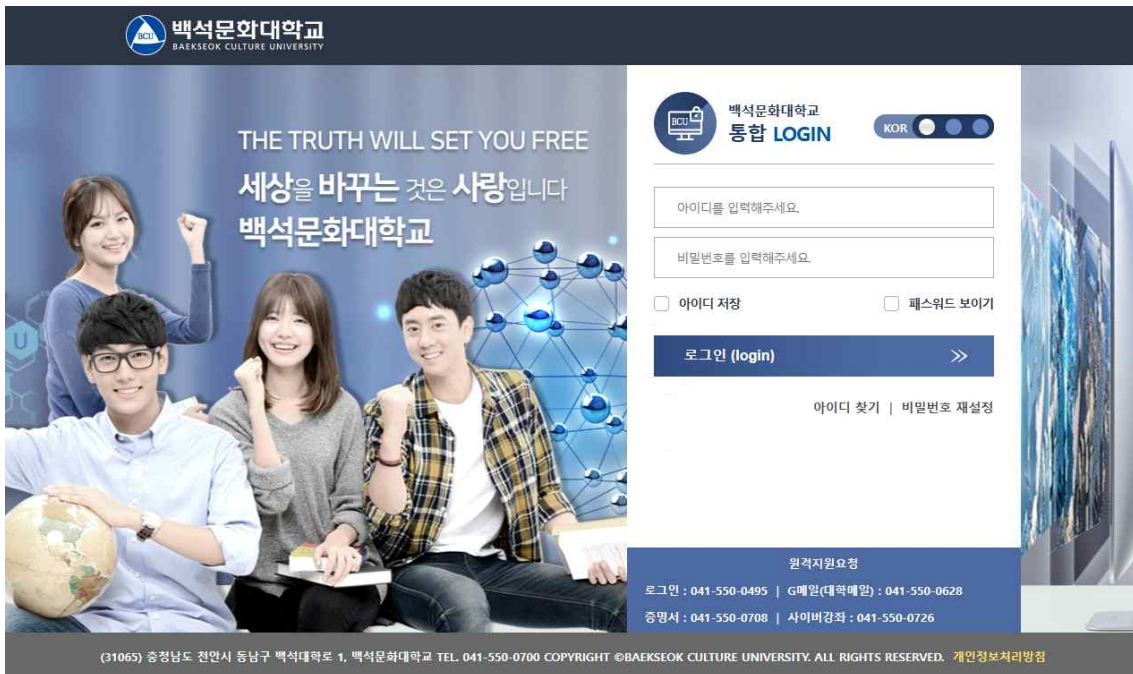 BCU 백석문화대학교
BAEKSEOK CULTURE UNIVERSITY
THE TRUTH WILL SET YOU FREE
세상을 바꾸는 것은 사랑입니다
백석문화대학교
U
BCU
백석문화대학교
통합 LOGIN
KOR
아이디를 입력해주세요.
비밀번호를 입력해주세요.
아이디 저장 패스워드 보이기
로그인 (login) >>
아이디 찾기 | 비밀번호 재설정
원격지원요청
로그인 : 041-550-0495 | G메일(대학메일) : 041-550-0628
증명서 : 041-550-0708 | 사이버강좌 : 041-550-0726
(31065) 충청남도 천안시 동남구 백석대학로 1, 백석문화대학교 TEL. 041-550-0700 COPYRIGHT ©BAEKSEOK CULTURE UNIVERSITY. ALL RIGHTS RESERVED. 개인정보처리방침